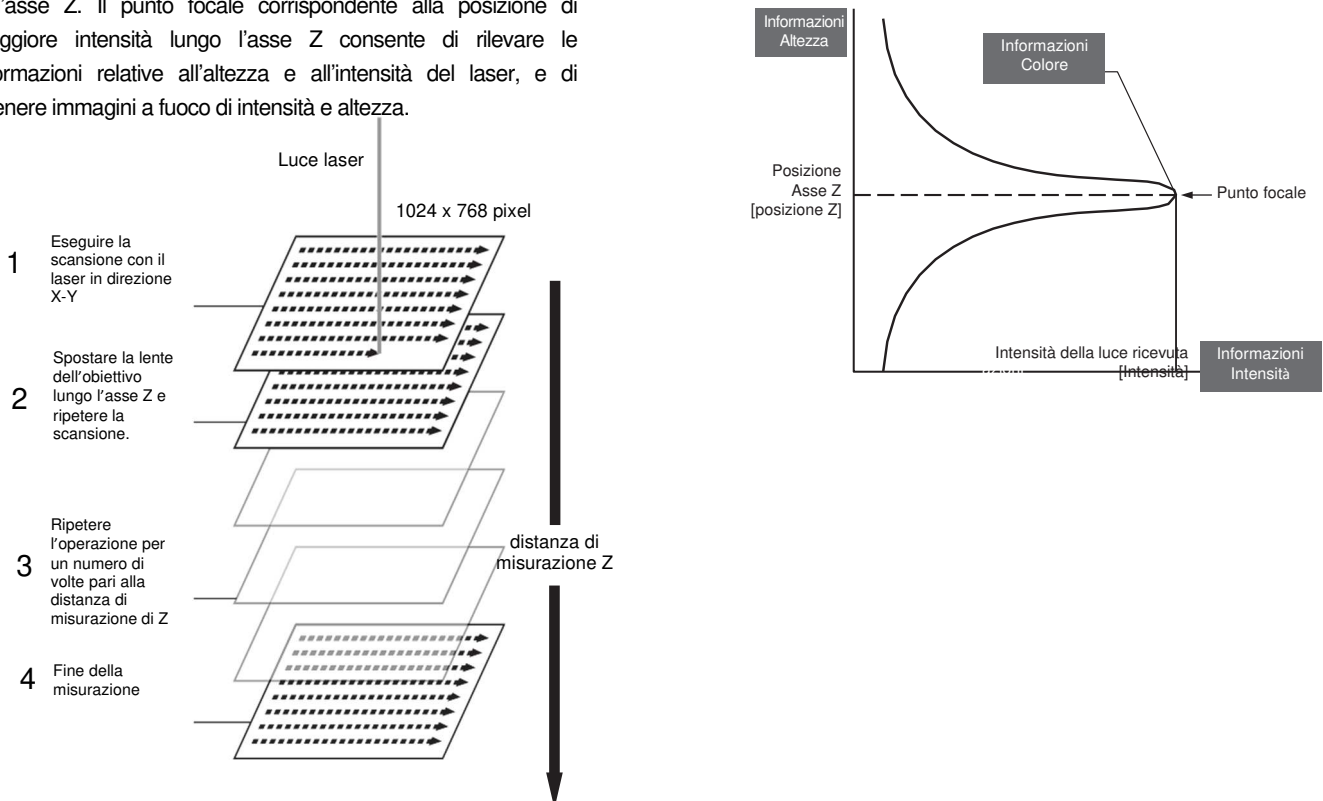 l'asse Z. Il punto focale corrispondente alla posizione di
ggiore intensità lungo l'asse Z consente di rilevare le
ormazioni relative all'altezza e all'intensità del laser, e di
enere immagini a fuoco di intensità e altezza.
Luce laser
1024 x 768 pixel
1
Eseguire la
scansione con il
laser in direzione
X-Y
2
Spostare la lente
dell'obiettivo
lungo l'asse Z e
ripetere la
scansione.
3
Ripetere
l'operazione per
un numero di
volte pari alla
distanza di
misurazione di Z
4
Fine della
misurazione
distanza di
misurazione Z
Informazioni
Altezza
Informazioni
Colore
Posizione
Asse Z
[posizione Z]
Punto focale
Intensità della luce ricevuta
[Intensità]
Informazioni
Intensità